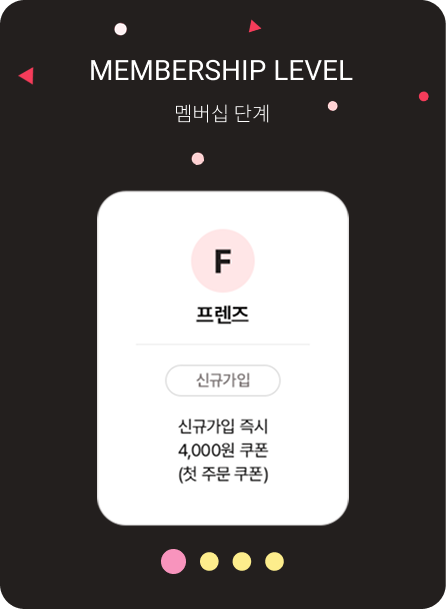 MEMBERSHIP LEVEL
멤버십 단계
F
프렌즈
신규가입
신규가입 즉시
4,000원 쿠폰
(첫 주문 쿠폰)